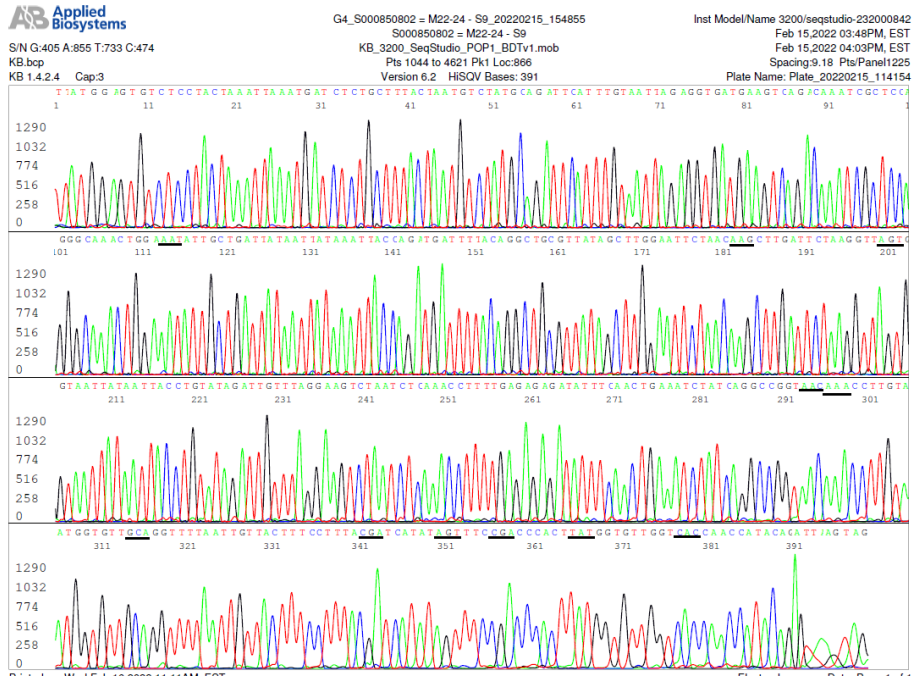 AB Applied
Biosystems
G4_S000850802 = M22-24 - S9_20220215_154855
Inst Model/Name 3200/seqstudio-232000842
S000850802 = M22-24 - S9
Feb 15,2022 03:48PM, EST
S/N G:405 A:855 T:733 C:474
KB_3200_SeqStudio_POP1_BDTv1.mob
Feb 15,2022 04:03PM, EST
KB.bcp
Pts 1044 to 4621 Pk1 Loc:866
Spacing:9.18 Pts/Panel1225
KB 1.4.2.4 Cap:3
Version 6.2 HiSQV Bases: 391
Plate Name: Plate_20220215_114154
TTATGGAGTGTCTCCTACTAAATTAAATGATCTCTGCTTTACTAATGTCTATGCAGATTCATTTGTAATTAGAGGTGATGAAGTCAGACAAATCGCTCCA
1 11 21 31 41 51 61 71 81 91
1290
1032
774
516
258
0
GGGCAAACTGGAAATATTGCTGATTATAATTATAAATTACCAGATGATTTTACAGGCTGCGTTATAGCTTGGAATTCTAACAAGCTTGATTCTAAGGTTAGTG
101 111 121 131 141 151 161 171 181 191 201
1290
1032
774
516
258
0
GTAATTATAATTACCTGTATAGATTGTTTAGGAAGTCTAATCTCAAACCTTTTGAGAGAGATATTTCAACTGAAATCTATCAGGCCGGTAACAAACCTTGTA
211 221 231 241 251 261 271 281 291 301
1290
1032
774
516
258
0
ATGGTGTTGCAGGTTTTAATTGTTACTTTCCTTTACGATCATATAGTTTCCGACCCACTTATGGTGTTGGTCACCAACCATACAGATTAGTAG
311 321 331 341 351 361 371 381 391
1290
1032
774
516
258
0